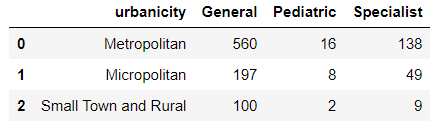 urbanicity General Pediatric Specialist
0 Metropolitan 560 16 138
1 Micropolitan 197 8 49
2 Small Town and Rural 100 2 9